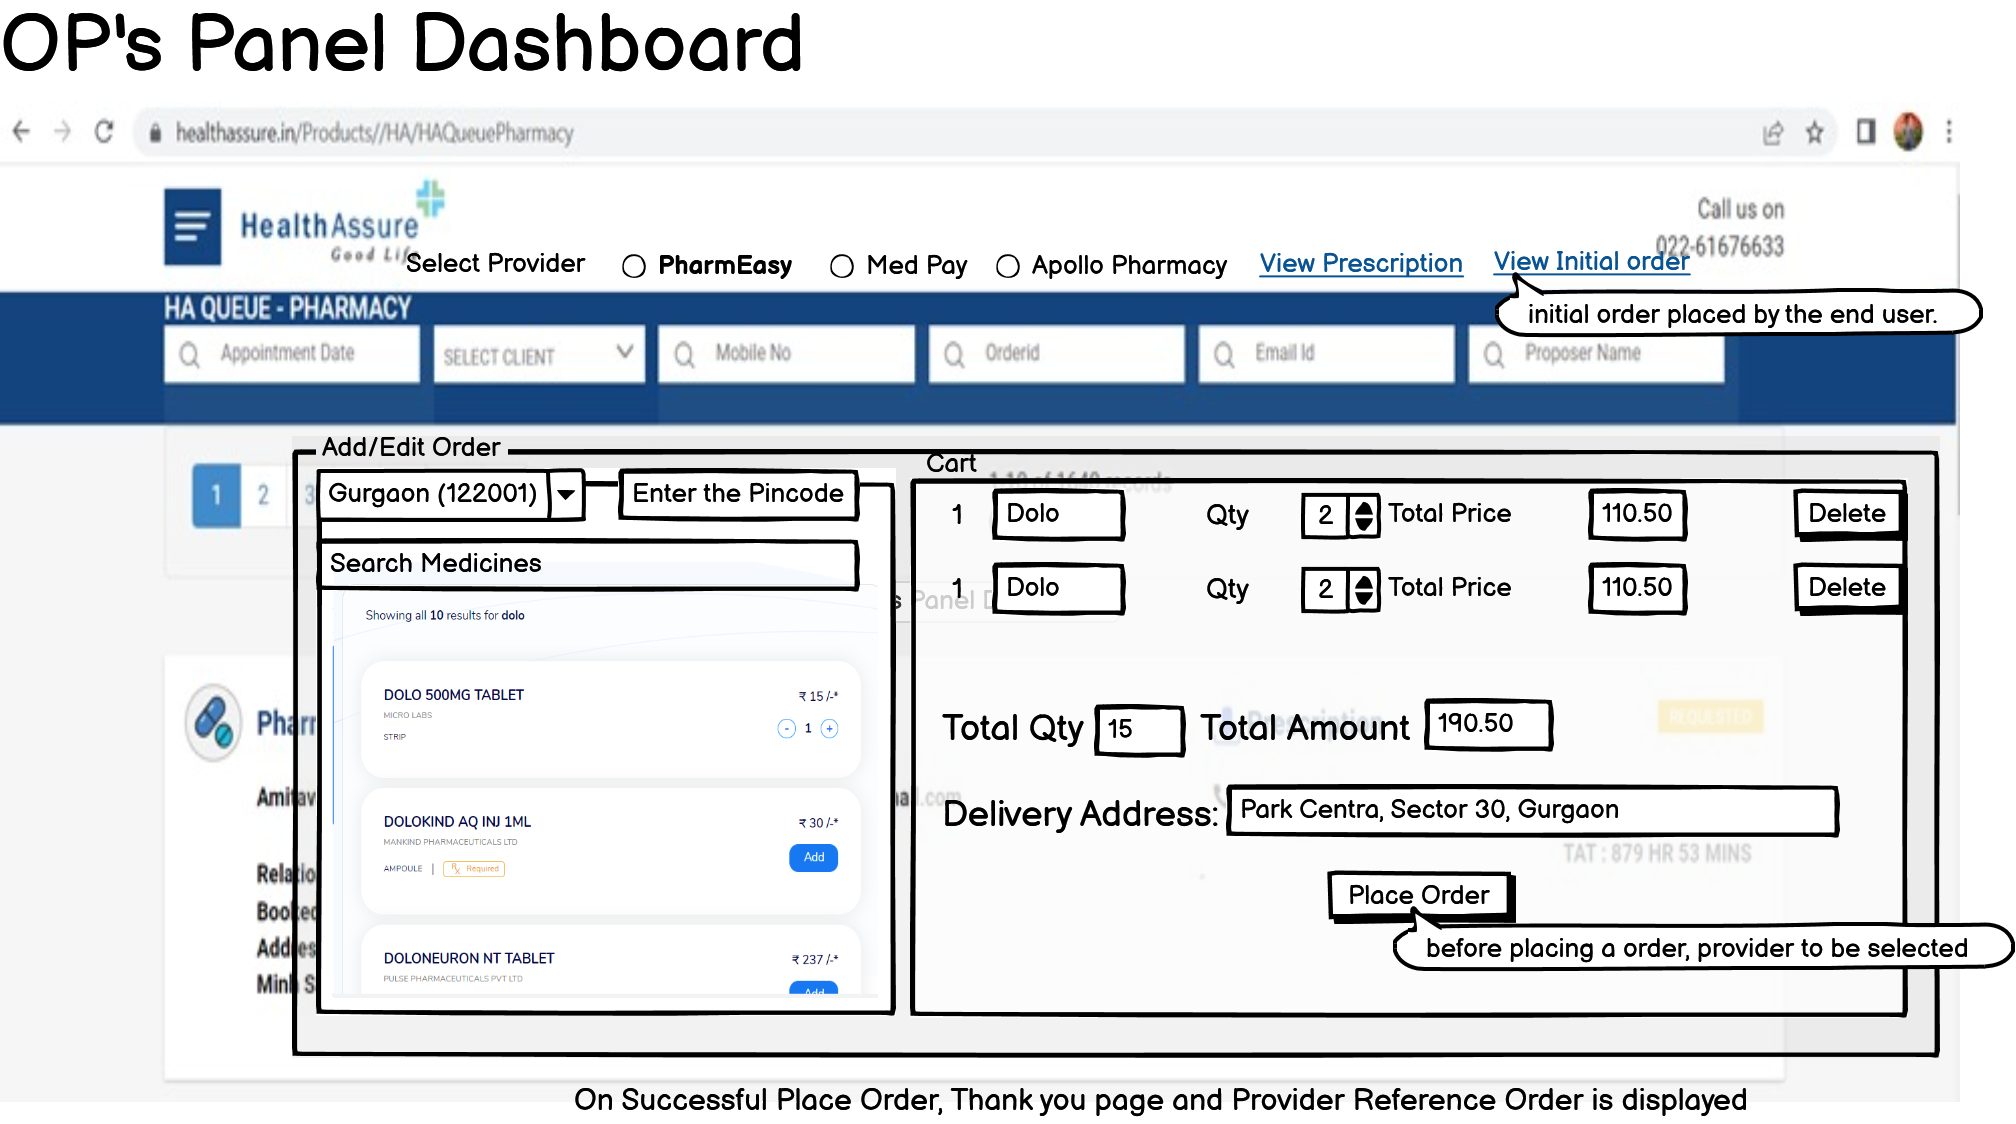 OP's Panel Dashboard
healthassure.in/Products//HA/HAQueuePharmacy
HealthAssure
Good Life
Call us on
022-61676633
Select Provider PharmEasy Med Pay Apollo Pharmacy View Prescription View Initial order
initial order placed by the end user.
HA QUEUE - PHARMACY
Appointment Date SELECT CLIENT Mobile No Orderid Email Id Proposer Name
Add/Edit Order
Cart
1 2 3
records
Gurgaon (122001) Enter the Pincode
Search Medicines
1 Dolo Qty 2 Total Price 110.50 Delete
1 Dolo Qty 2 Total Price 110.50 Delete
Panel
Showing all 10 results for dolo
DOLO 500MG TABLET ₹ 15 /-*
MICRO LABS
STRIP
- 1 +
DOLOKIND AQ INJ 1ML ₹ 30 /-*
MANKIND PHARMACEUTICALS LTD
AMPOULE | Rx Required
Add
DOLONEURON NT TABLET ₹ 237 /-*
PULSE PHARMACEUTICALS PVT LTD
Add
Total Qty 15 Total Amount 190.50
Prescription
REQUESTED
Delivery Address: Park Centra, Sector 30, Gurgaon
TAT : 879 HR 53 MINS
Place Order
before placing a order, provider to be selected
On Successful Place Order, Thank you page and Provider Reference Order is displayed